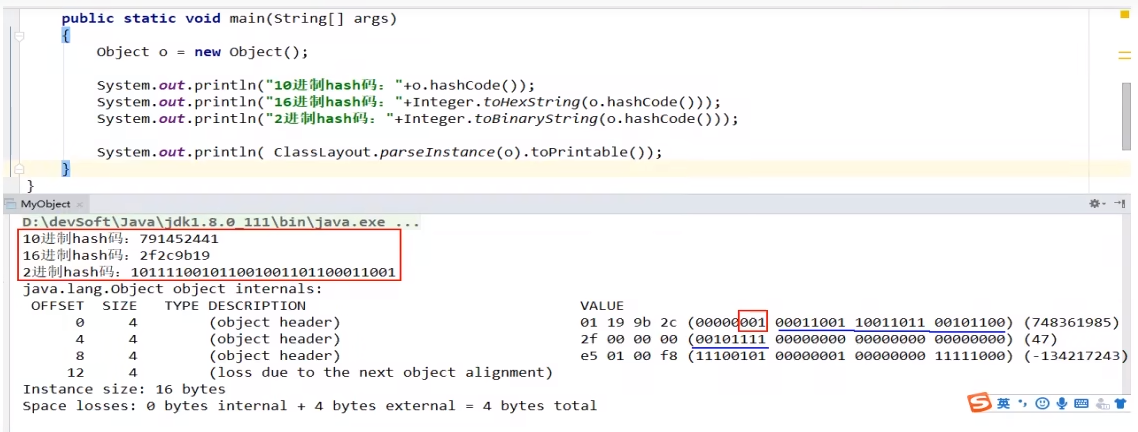 public static void main(String[] args)
{
Object o = new Object();
System.out.println("10进制hash码："+o.hashCode());
System.out.println("16进制hash码："+Integer.toHexString(o.hashCode()));
System.out.println("2进制hash码："+Integer.toBinaryString(o.hashCode()));
System.out.println( ClassLayout.parseInstance(o).toPrintable());
}
}
MyObject
D:\devSoft\Java\jdk1.8.0_111\bin\java.exe ...
10进制hash码：791452441
16进制hash码：2f2c9b19
2进制hash码：101111001011001001101100011001
java.lang.Object object internals:
OFFSET SIZE TYPE DESCRIPTION VALUE
0 4 (object header) 01 19 9b 2c (00000001 00011001 10011011 00101100) (748361985)
4 4 (object header) 2f 00 00 00 (00101111 00000000 00000000 00000000) (47)
8 4 (object header) e5 01 00 f8 (11100101 00000001 00000000 11111000) (-134217243)
12 4 (loss due to the next object alignment)
Instance size: 16 bytes
Space losses: 0 bytes internal + 4 bytes external = 4 bytes total
S 英